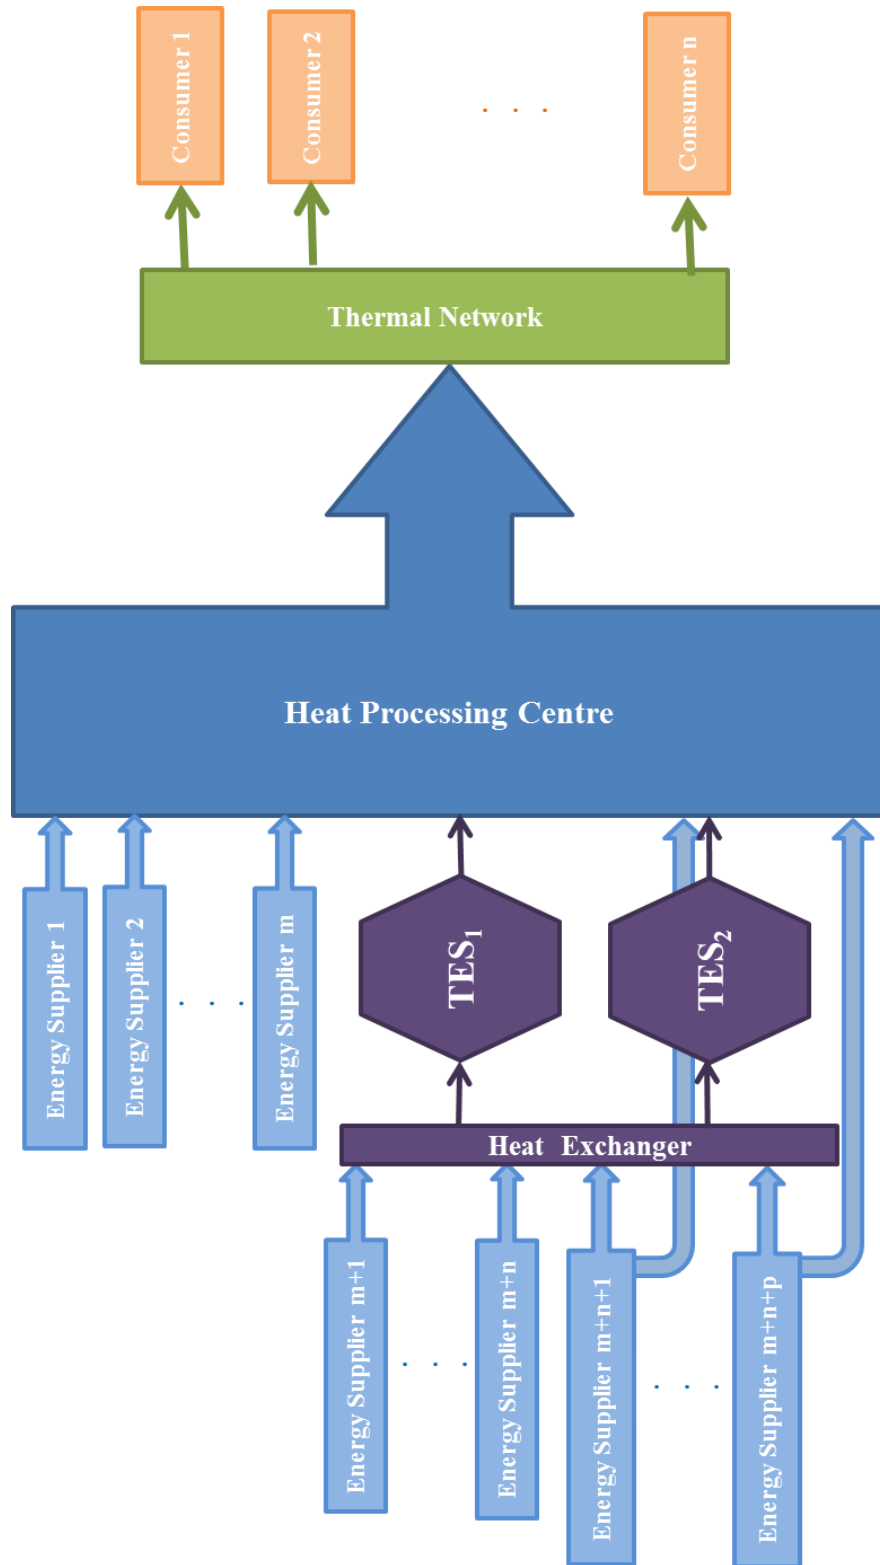 Consumer 1
Consumer 2
. . .
Consumer n
Thermal Network
Heat Processing Centre
Energy Supplier 1
Energy Supplier 2
. . .
Energy Supplier m
TES₁
TES₂
Heat Exchanger
Energy Supplier m+1
. . .
Energy Supplier m+n
Energy Supplier m+n+1
. . .
Energy Supplier m+n+p